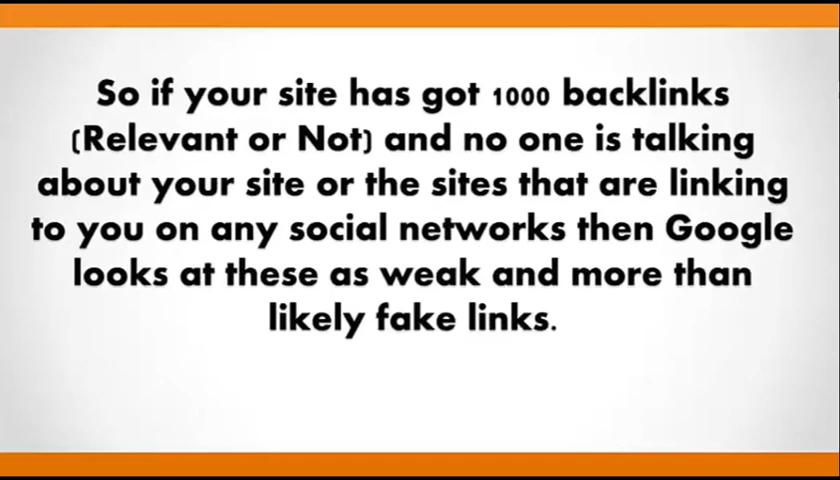 So if your site has got 1000 backlinks
(Relevant or Not) and no one is talking
about your site or the sites that are linking
to you on any social networks then Google
looks at these as weak and more than
likely fake links.